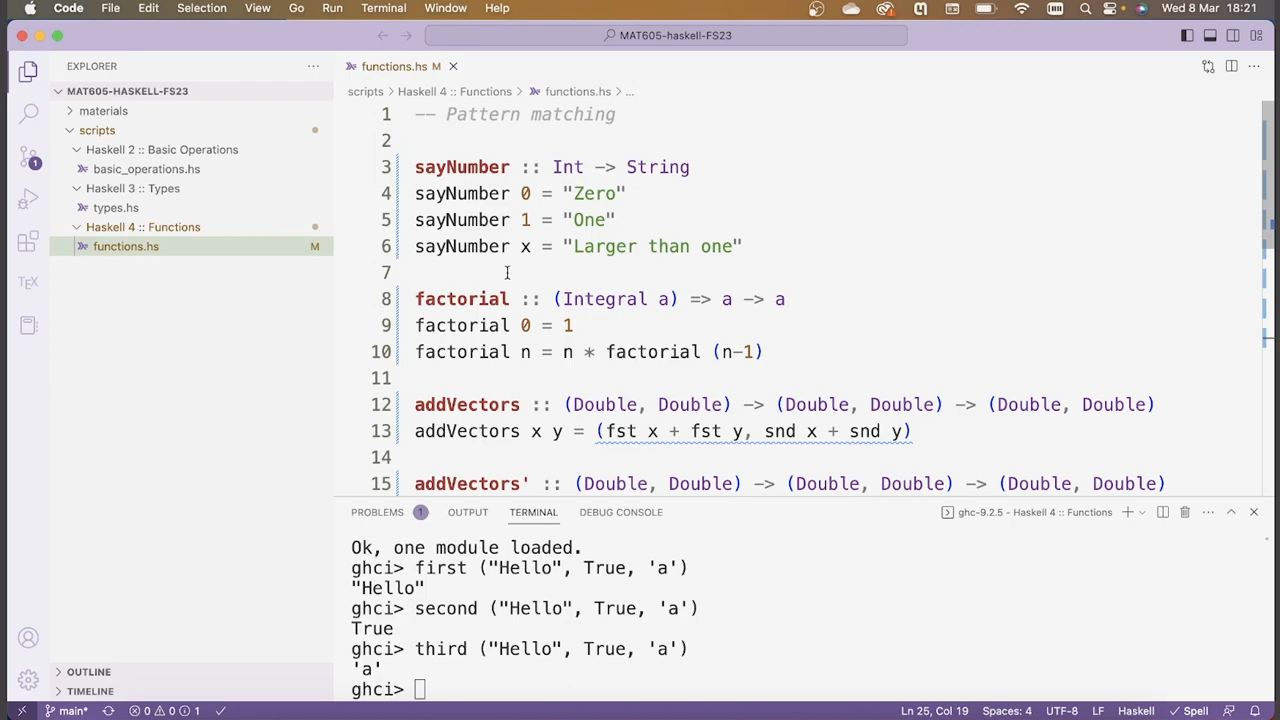 Code File Edit Selection View Go Run Terminal Window Help Wed 8 Mar 18:21
MAT605-haskell-FS23
EXPLORER
functions.hs M
MAT605-HASKELL-FS23
scripts > Haskell 4 :: Functions > functions.hs > ...
materials
scripts
Haskell 2 :: Basic Operations
basic_operations.hs
Haskell 3 :: Types
types.hs
Haskell 4 :: Functions
functions.hs M
1
TEX
1 -- Pattern matching
2
3 sayNumber :: Int -> String
4 sayNumber 0 = "Zero"
5 sayNumber 1 = "One"
6 sayNumber x = "Larger than one"
7
8 factorial :: (Integral a) => a -> a
9 factorial 0 = 1
10 factorial n = n * factorial (n-1)
11
12 addVectors :: (Double, Double) -> (Double, Double) -> (Double, Double)
13 addVectors x y = (fst x + fst y, snd x + snd y)
14
15 addVectors' :: (Double, Double) -> (Double, Double) -> (Double, Double)
PROBLEMS 1 OUTPUT TERMINAL DEBUG CONSOLE ghc-9.2.5 - Haskell 4 :: Functions
Ok, one module loaded.
ghci> first ("Hello", True, 'a')
"Hello"
ghci> second ("Hello", True, 'a')
True
ghci> third ("Hello", True, 'a')
'a'
ghci>
OUTLINE
TIMELINE
main* 0 0 1 Ln 25, Col 19 Spaces: 4 UTF-8 LF Haskell Spell